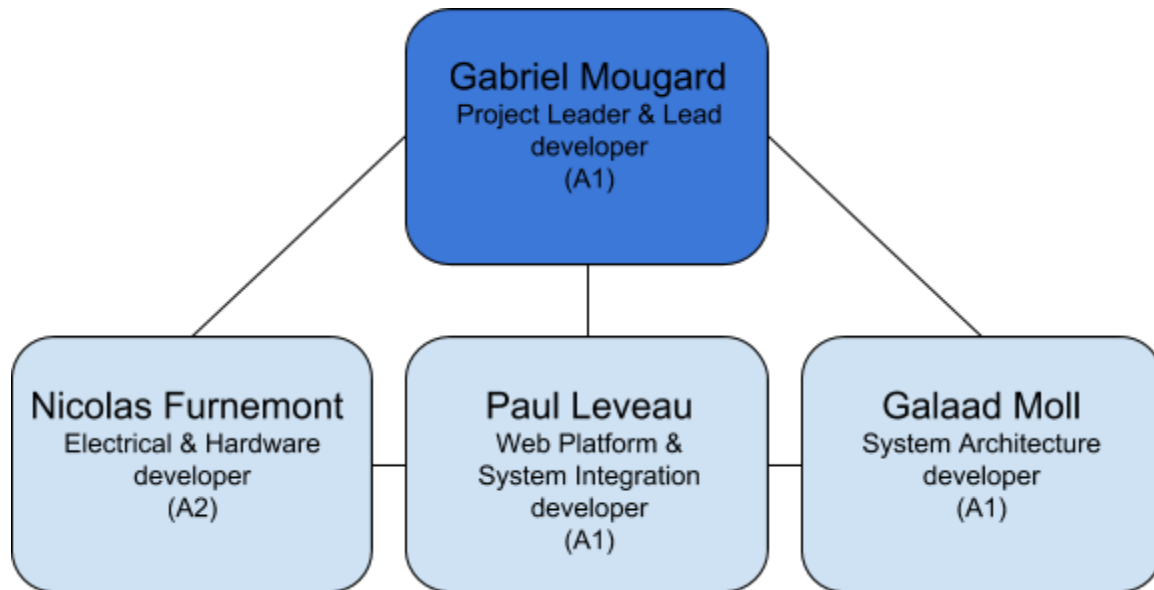 Gabriel Mougard
Project Leader & Lead
developer
(A1)
Nicolas Furnemont
Electrical & Hardware
developer
(A2)
Paul Leveau
Web Platform &
System Integration
developer
(A1)
Galaad Moll
System Architecture
developer
(A1)